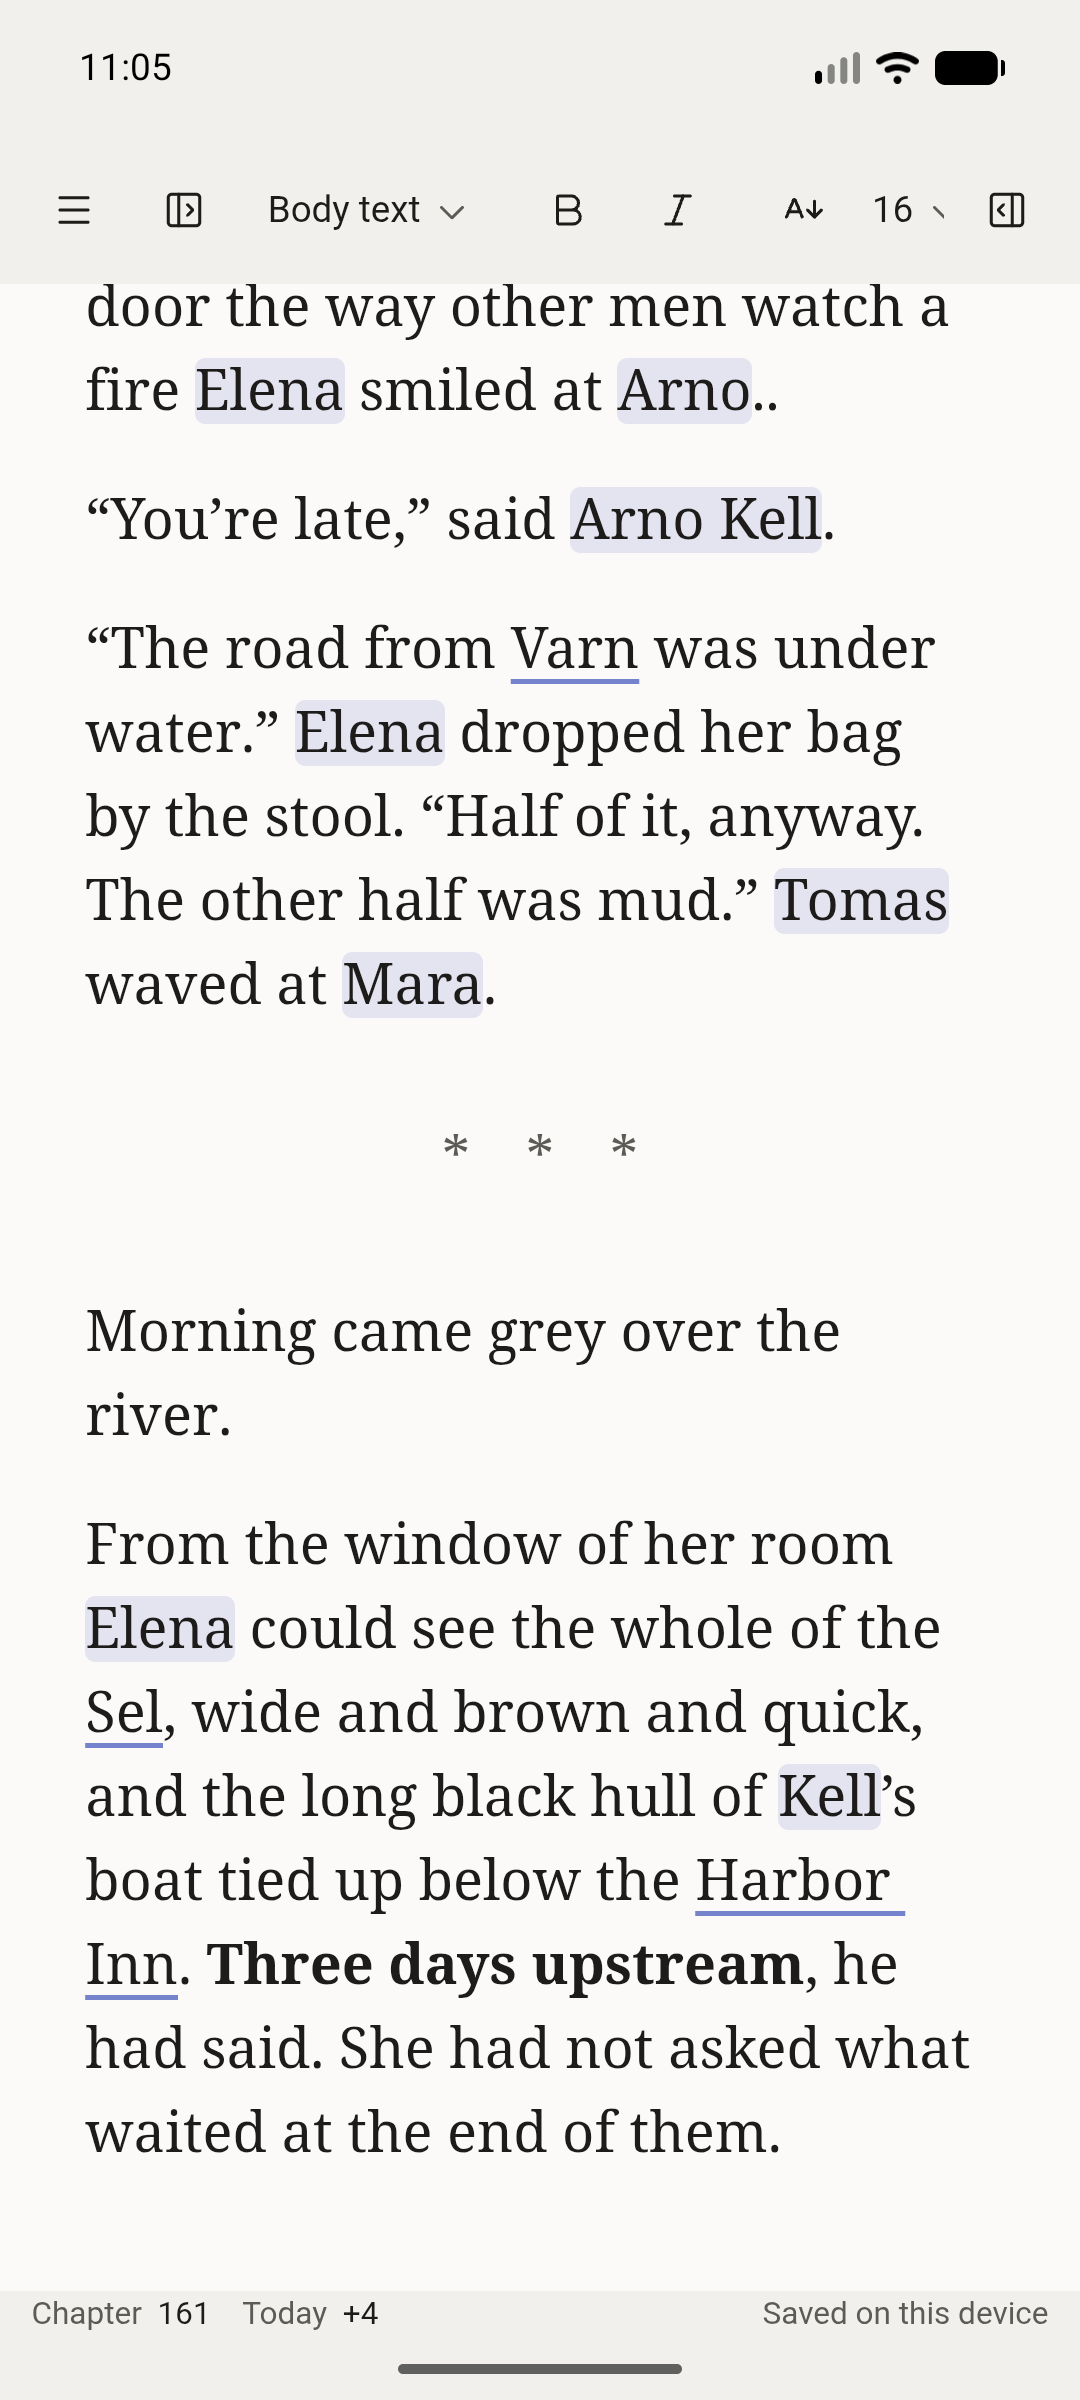 11:05
Body text
B I A 16
door the way other men watch a
fire Elena smiled at Arno..
“You’re late,” said Arno Kell.
“The road from Varn was under
water.” Elena dropped her bag
by the stool. “Half of it, anyway.
The other half was mud.” Tomas
waved at Mara.
* * *
Morning came grey over the
river.
From the window of her room
Elena could see the whole of the
Sel, wide and brown and quick,
and the long black hull of Kell’s
boat tied up below the Harbor
Inn. Three days upstream, he
had said. She had not asked what
waited at the end of them.
Chapter 161 Today +4 Saved on this device